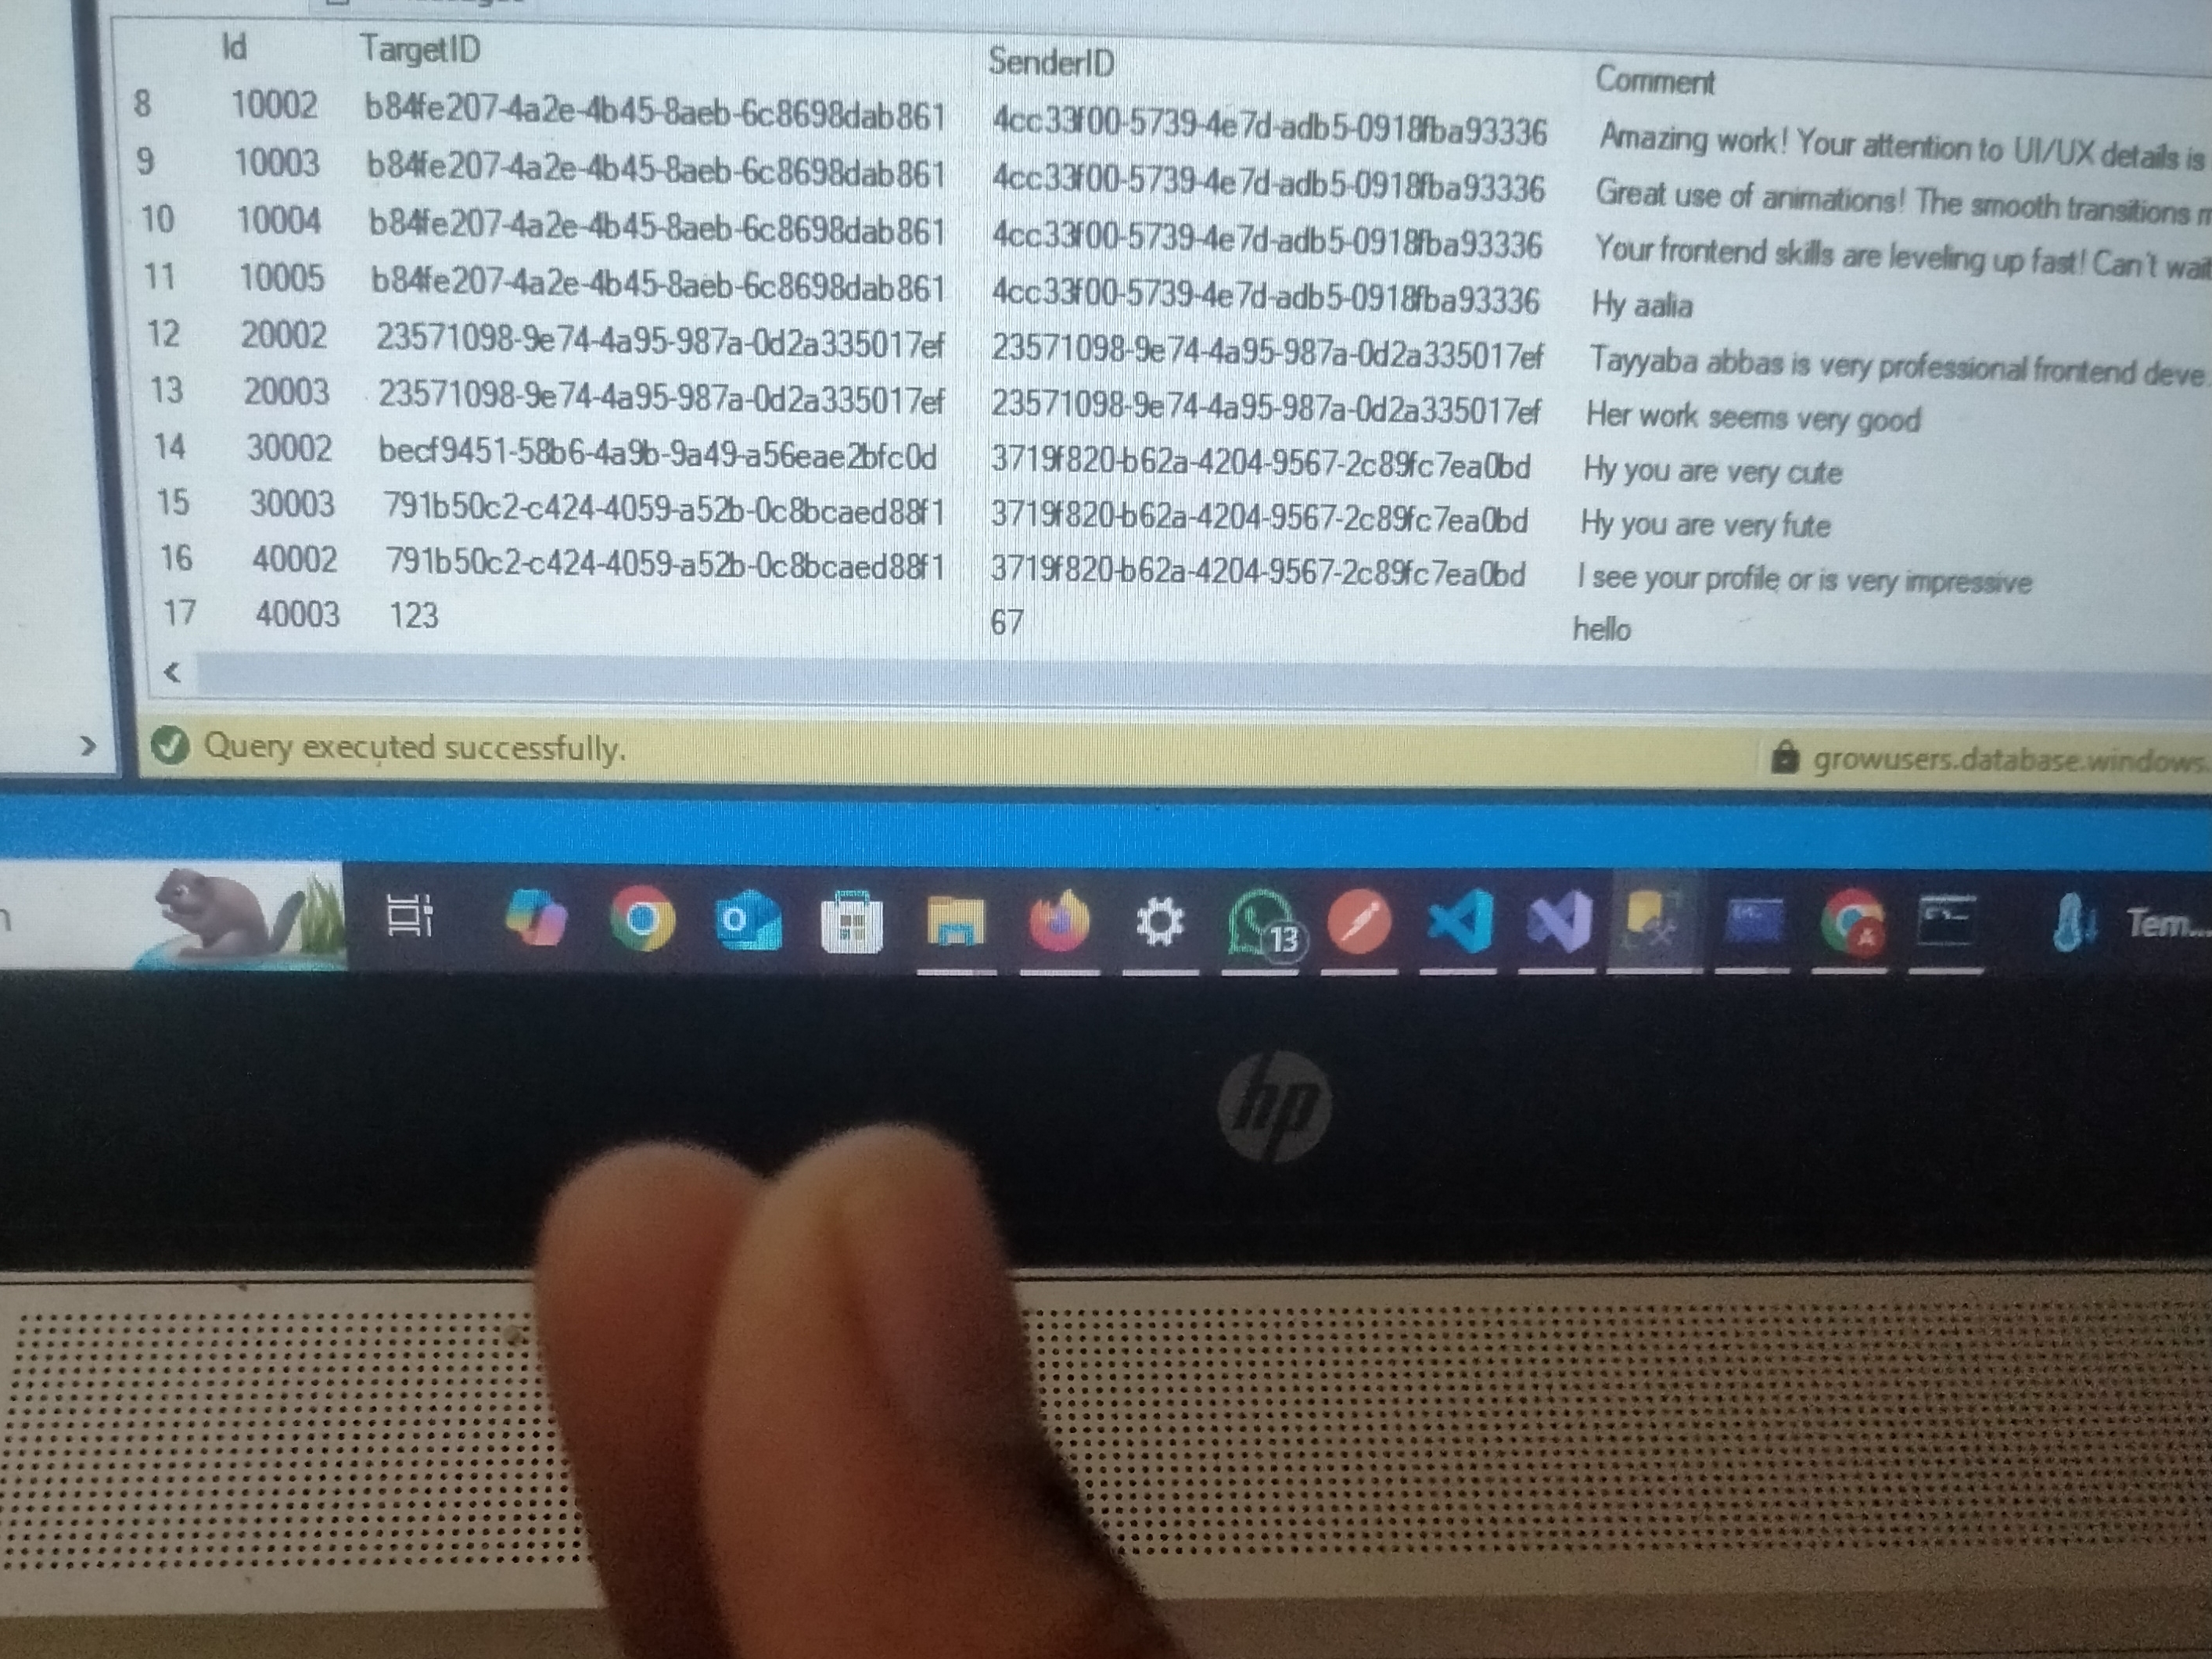 Id TargetID SenderID Comment
8 10002 b84fe207-4a2e-4b45-8aeb-6c8698dab861 4cc33f00-5739-4e7d-adb5-0918fba93336 Amazing work! Your attention to UI/UX details is
9 10003 b84fe207-4a2e-4b45-8aeb-6c8698dab861 4cc33f00-5739-4e7d-adb5-0918fba93336 Great use of animations! The smooth transitions
10 10004 b84fe207-4a2e-4b45-8aeb-6c8698dab861 4cc33f00-5739-4e7d-adb5-0918fba93336 Your frontend skills are leveling up fast! Can't wait
11 10005 b84fe207-4a2e-4b45-8aeb-6c8698dab861 4cc33f00-5739-4e7d-adb5-0918fba93336 Hy aalia
12 20002 23571098-9e74-4a95-987a-0d2a335017ef 23571098-9e74-4a95-987a-0d2a335017ef Tayyaba abbas is very professional frontend deve...
13 20003 23571098-9e74-4a95-987a-0d2a335017ef 23571098-9e74-4a95-987a-0d2a335017ef Her work seems very good
14 30002 becf9451-58b6-4a9b-9a49-a56eae2bfc0d 3719f820-b62a-4204-9567-2c89fc7ea0bd Hy you are very cute
15 30003 791b50c2-c424-4059-a52b-0c8bcaed88f1 3719f820-b62a-4204-9567-2c89fc7ea0bd Hy you are very fute
16 40002 791b50c2-c424-4059-a52b-0c8bcaed88f1 3719f820-b62a-4204-9567-2c89fc7ea0bd I see your profile or is very impressive
17 40003 123 67 hello
Query executed successfully. growusers.database.windows.
13 Tem...
hp